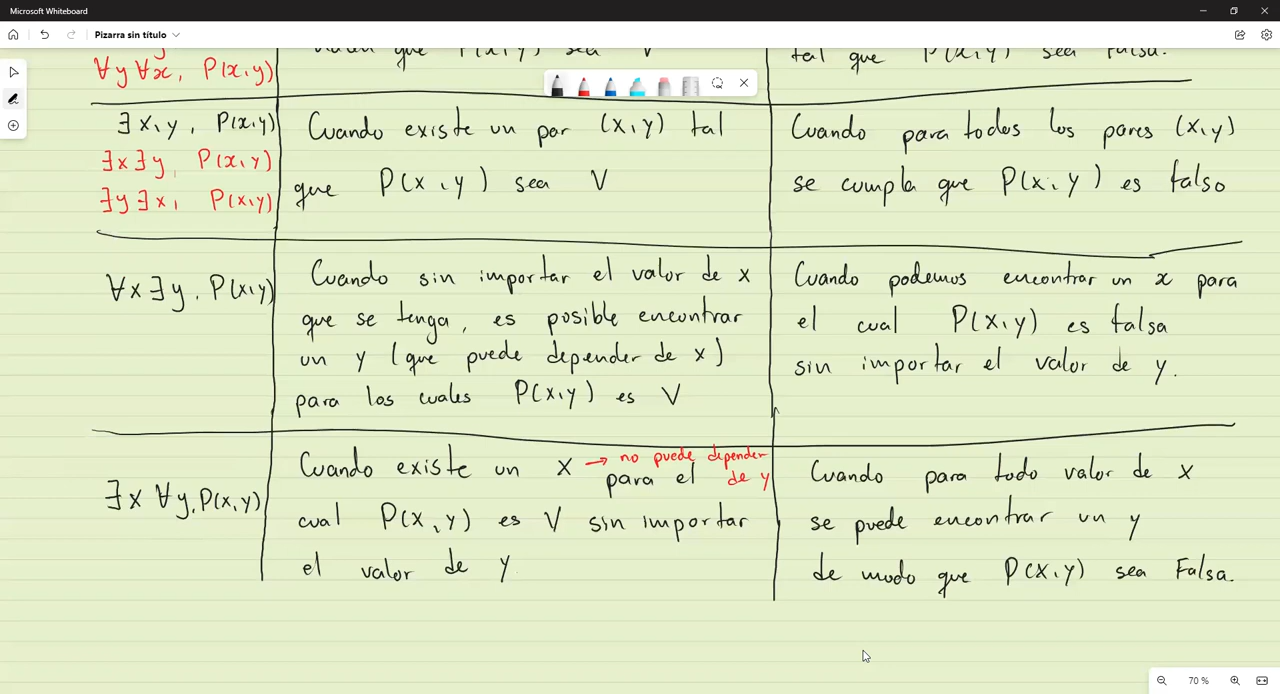 Microsoft Whiteboard
Pizarra sin título
que P(x,y) sea V
tal que P(x,y) sea Falsa.
∀y ∀x, P(x,y)
∃x,y, P(x,y)
∃x ∃y, P(x,y)
∃y ∃x, P(x,y)
Cuando existe un par (x,y) tal
que P(x,y) sea V
Cuando para todos los pares (x,y)
se cumpla que P(x,y) es falso
∀x ∃y, P(x,y)
Cuando sin importar el valor de x
que se tenga, es posible encontrar
un y (que puede depender de x)
para los cuales P(x,y) es V
Cuando podemos encontrar un x para
el cual P(x,y) es falsa
sin importar el valor de y.
∃x ∀y, P(x,y)
Cuando existe un x → no puede depender
para el de y
cual P(x,y) es V sin importar
el valor de y
Cuando para todo valor de x
se puede encontrar un y
de modo que P(x,y) sea Falsa.
70 %